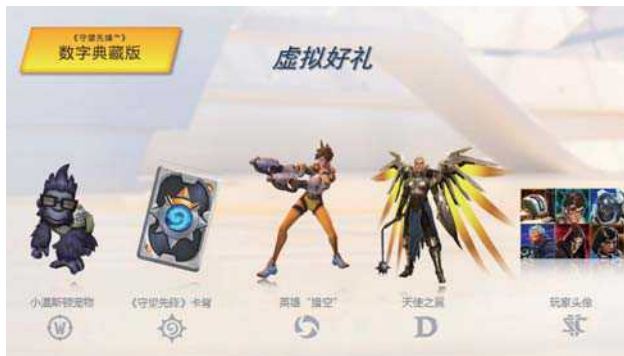 《守望先锋™》
数字典藏版
虚拟好礼
小温斯顿宠物
《守望先锋》卡背
英雄“猎空”
天使之翼
玩家头像
W
D
SC